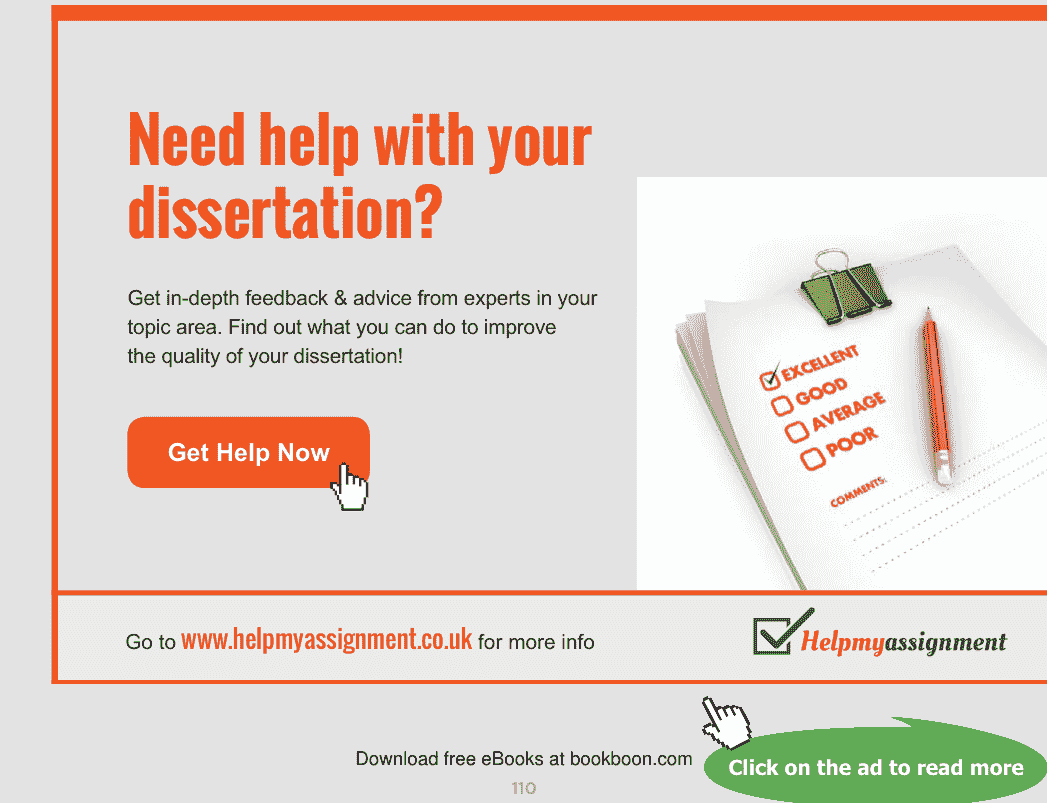 Need help with your
dissertation?
Get in-depth feedback & advice from experts in your
topic area. Find out what you can do to improve
the quality of your dissertation!
Get Help Now
EXCELLENT
GOOD
AVERAGE
POOR
COMMENTS:
Go to www.helpmyassignment.co.uk for more info
Helpmyassignment
Download free eBooks at bookboon.com
Click on the ad to read more
110